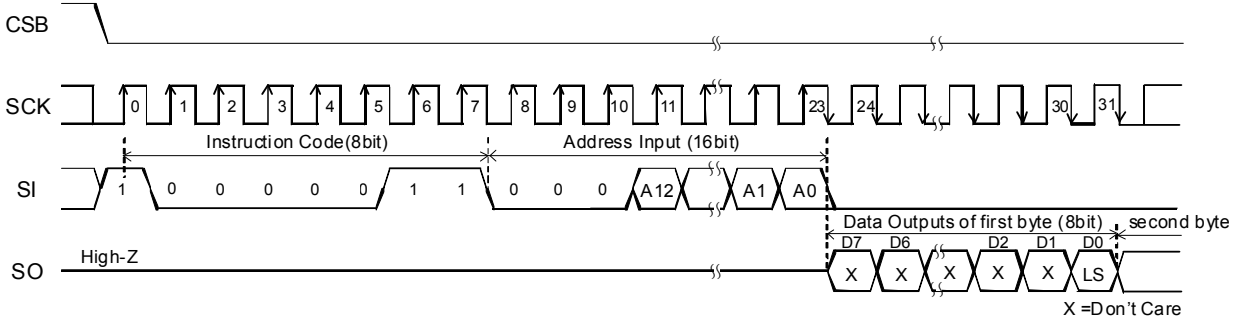 CSB
SCK 0 1 2 3 4 5 6 7 8 9 10 11 23 24 30 31
Instruction Code(8bit) Address Input (16bit)
SI 1 0 0 0 0 0 1 1 0 0 0 A12 A1 A0
Data Outputs of first byte (8bit) second byte
D7 D6 D2 D1 D0
High-Z
SO X X X X LS
X =Don't Care